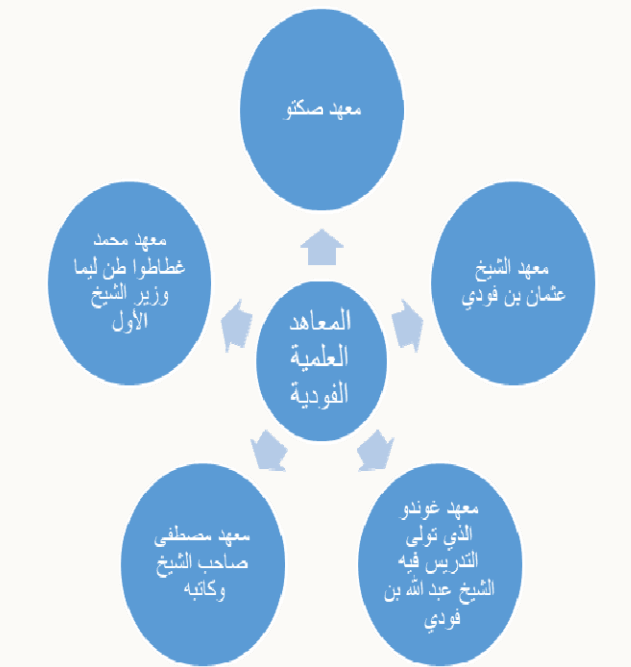 معهد صكتو
معهد الشيخ
عثمان بن فودي
معهد غوندو
الذي تولى
التدريس فيه
الشيخ عبد الله بن
فودي
معهد مصطفى
صاحب الشيخ
وكاتبه
معهد محمد
غطاطوا طن ليما
وزير الشيخ
الأول
المعاهد
العلمية
الفودية